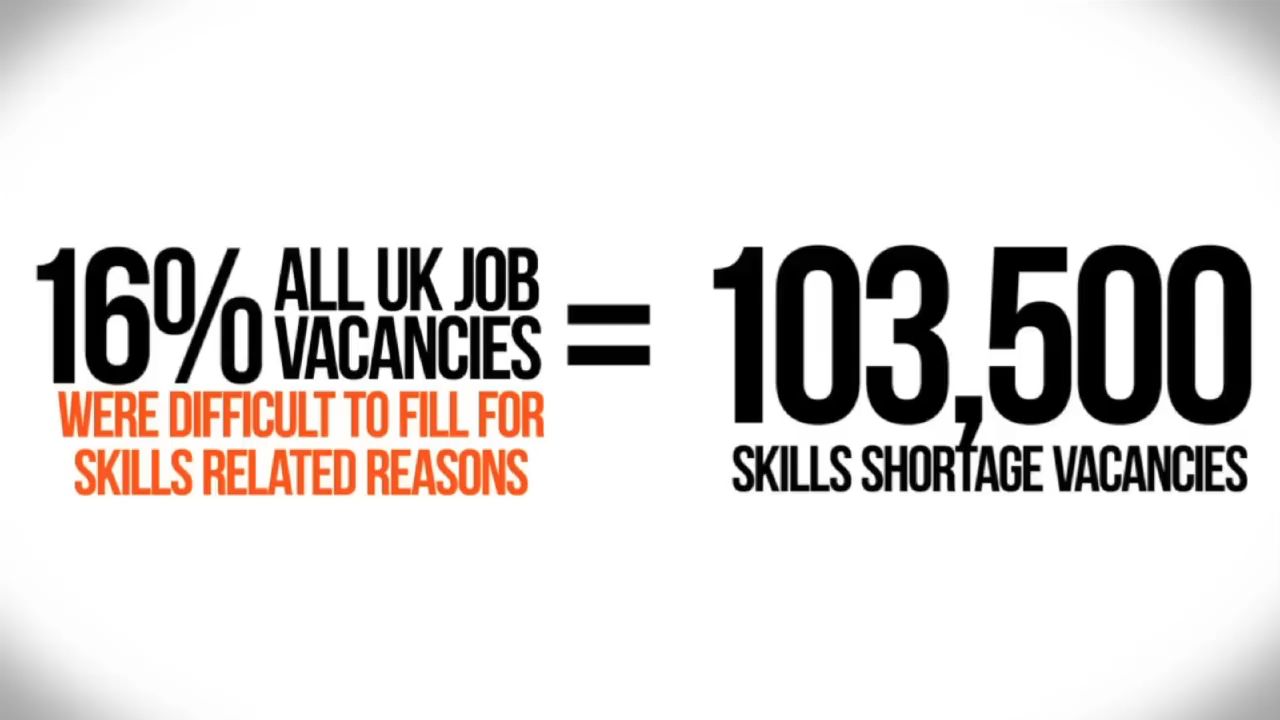 16% ALL UK JOB
VACANCIES
WERE DIFFICULT TO FILL FOR
SKILLS RELATED REASONS
=
103,500
SKILLS SHORTAGE VACANCIES